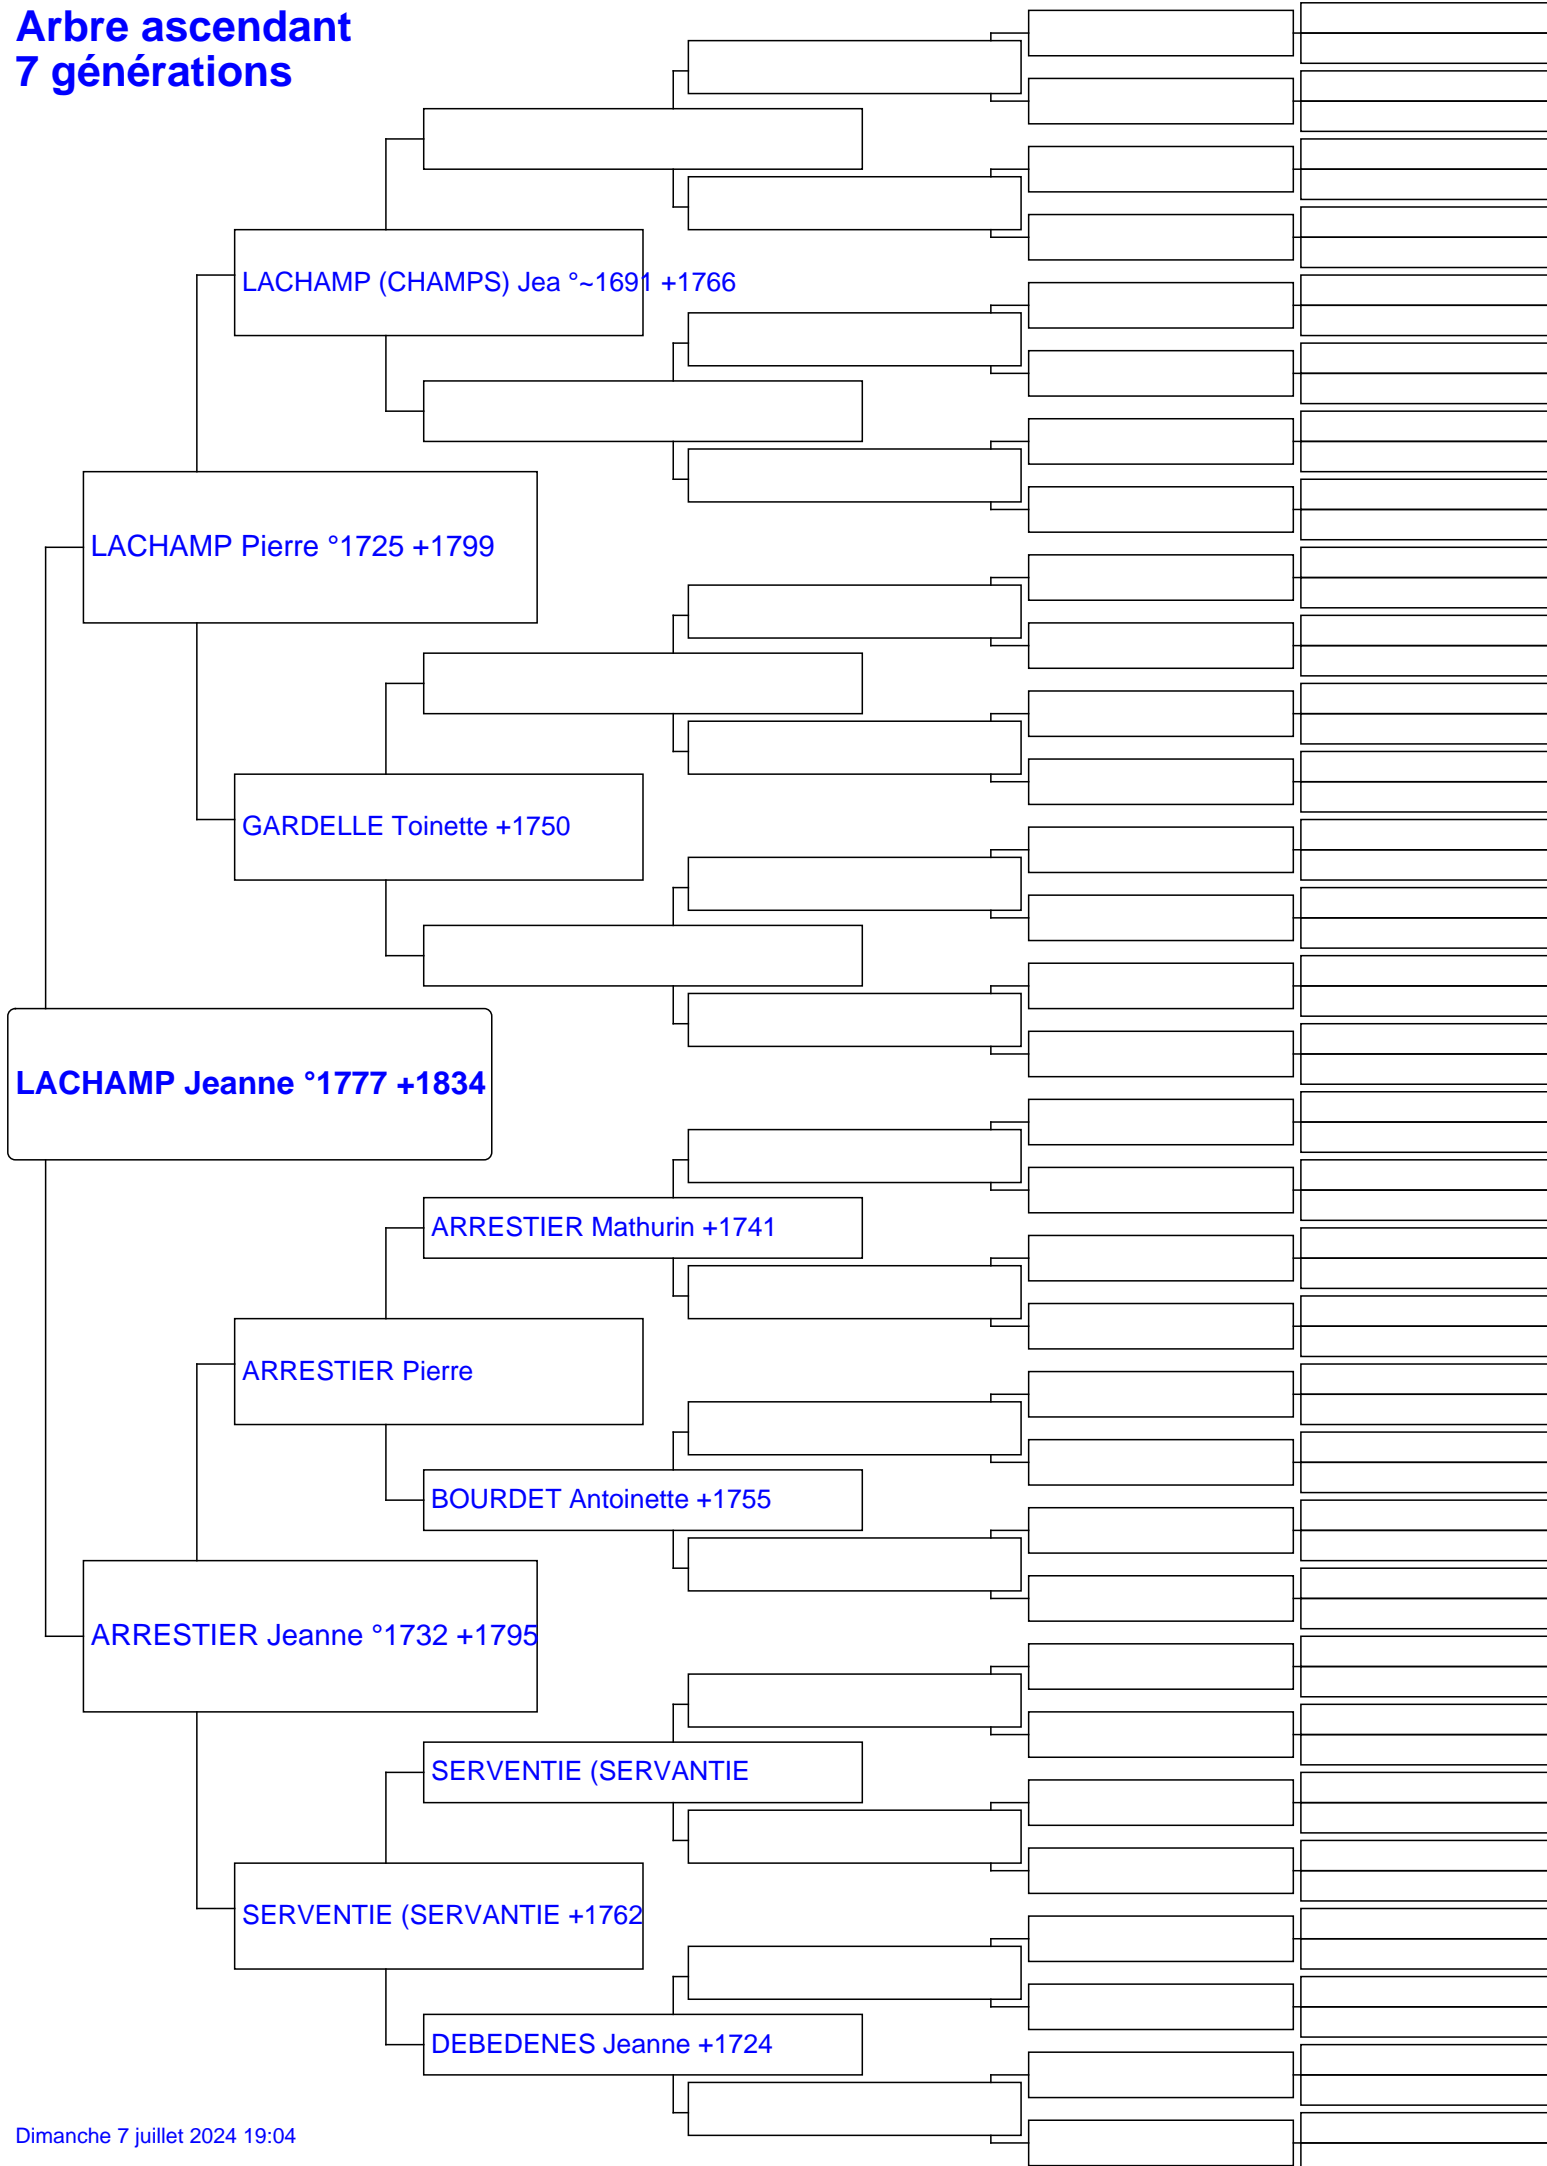 Arbre ascendant
7 générations
LACHAMP (CHAMPS) Jea °~1691 +1766
LACHAMP Pierre °1725 +1799
GARDELLE Toinette +1750
LACHAMP Jeanne °1777 +1834
ARRESTIER Mathurin +1741
ARRESTIER Pierre
BOURDET Antoinette +1755
ARRESTIER Jeanne °1732 +1795
SERVENTIE (SERVANTIE
SERVENTIE (SERVANTIE +1762
DEBEDENES Jeanne +1724
Dimanche 7 juillet 2024 19:04